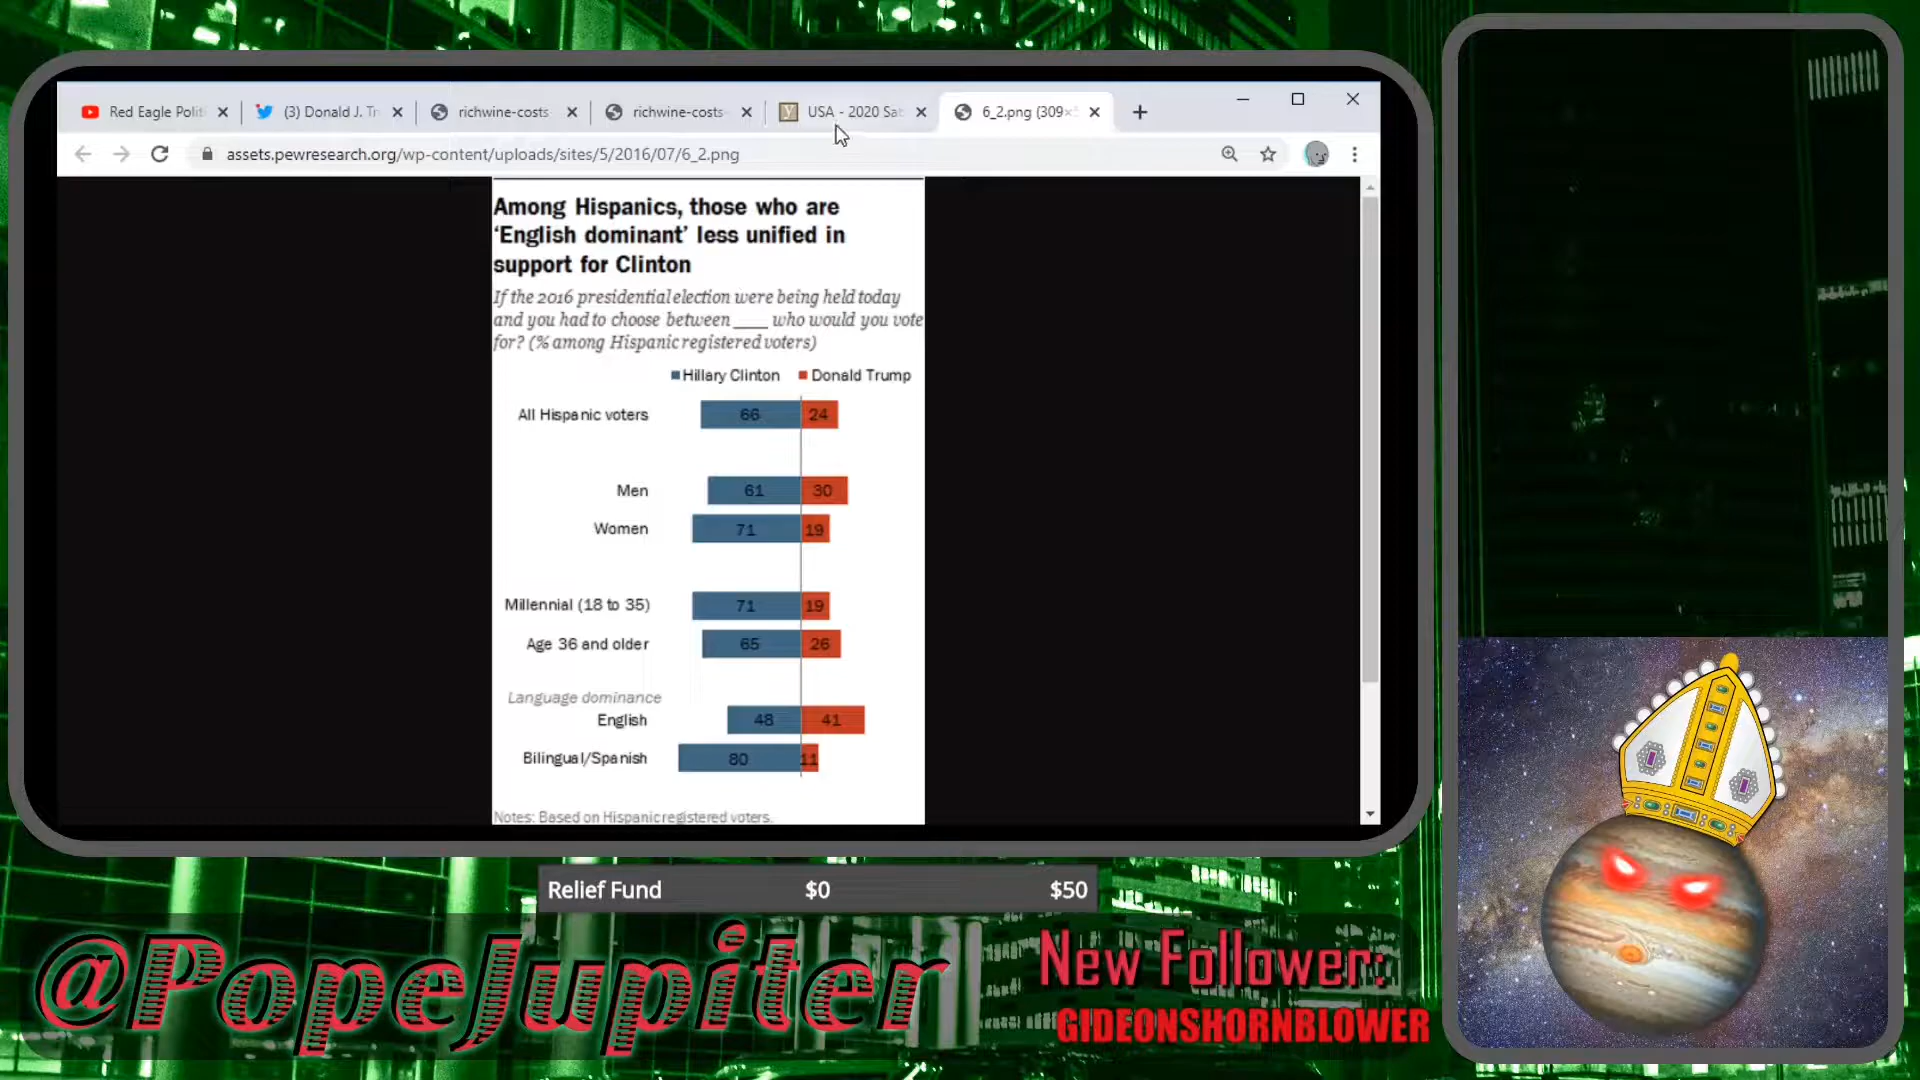 Red Eagle Polit
(3) Donald J. Tr
richwine-costs
richwine-costs-
USA - 2020 Sat
6_2.png (309×
assets.pewresearch.org/wp-content/uploads/sites/5/2016/07/6_2.png
Among Hispanics, those who are
‘English dominant’ less unified in
support for Clinton
If the 2016 presidential election were being held today
and you had to choose between ____ who would you vote
for? (% among Hispanic registered voters)
Hillary Clinton Donald Trump
All Hispanic voters 66 24
Men 61 30
Women 71 19
Millennial (18 to 35) 71 19
Age 36 and older 65 26
Language dominance
English 48 41
Bilingual/Spanish 80 11
Notes: Based on Hispanic registered voters.
Relief Fund $0 $50
@PopeJupiter
New Follower:
GIDEONSHORNBLOWER